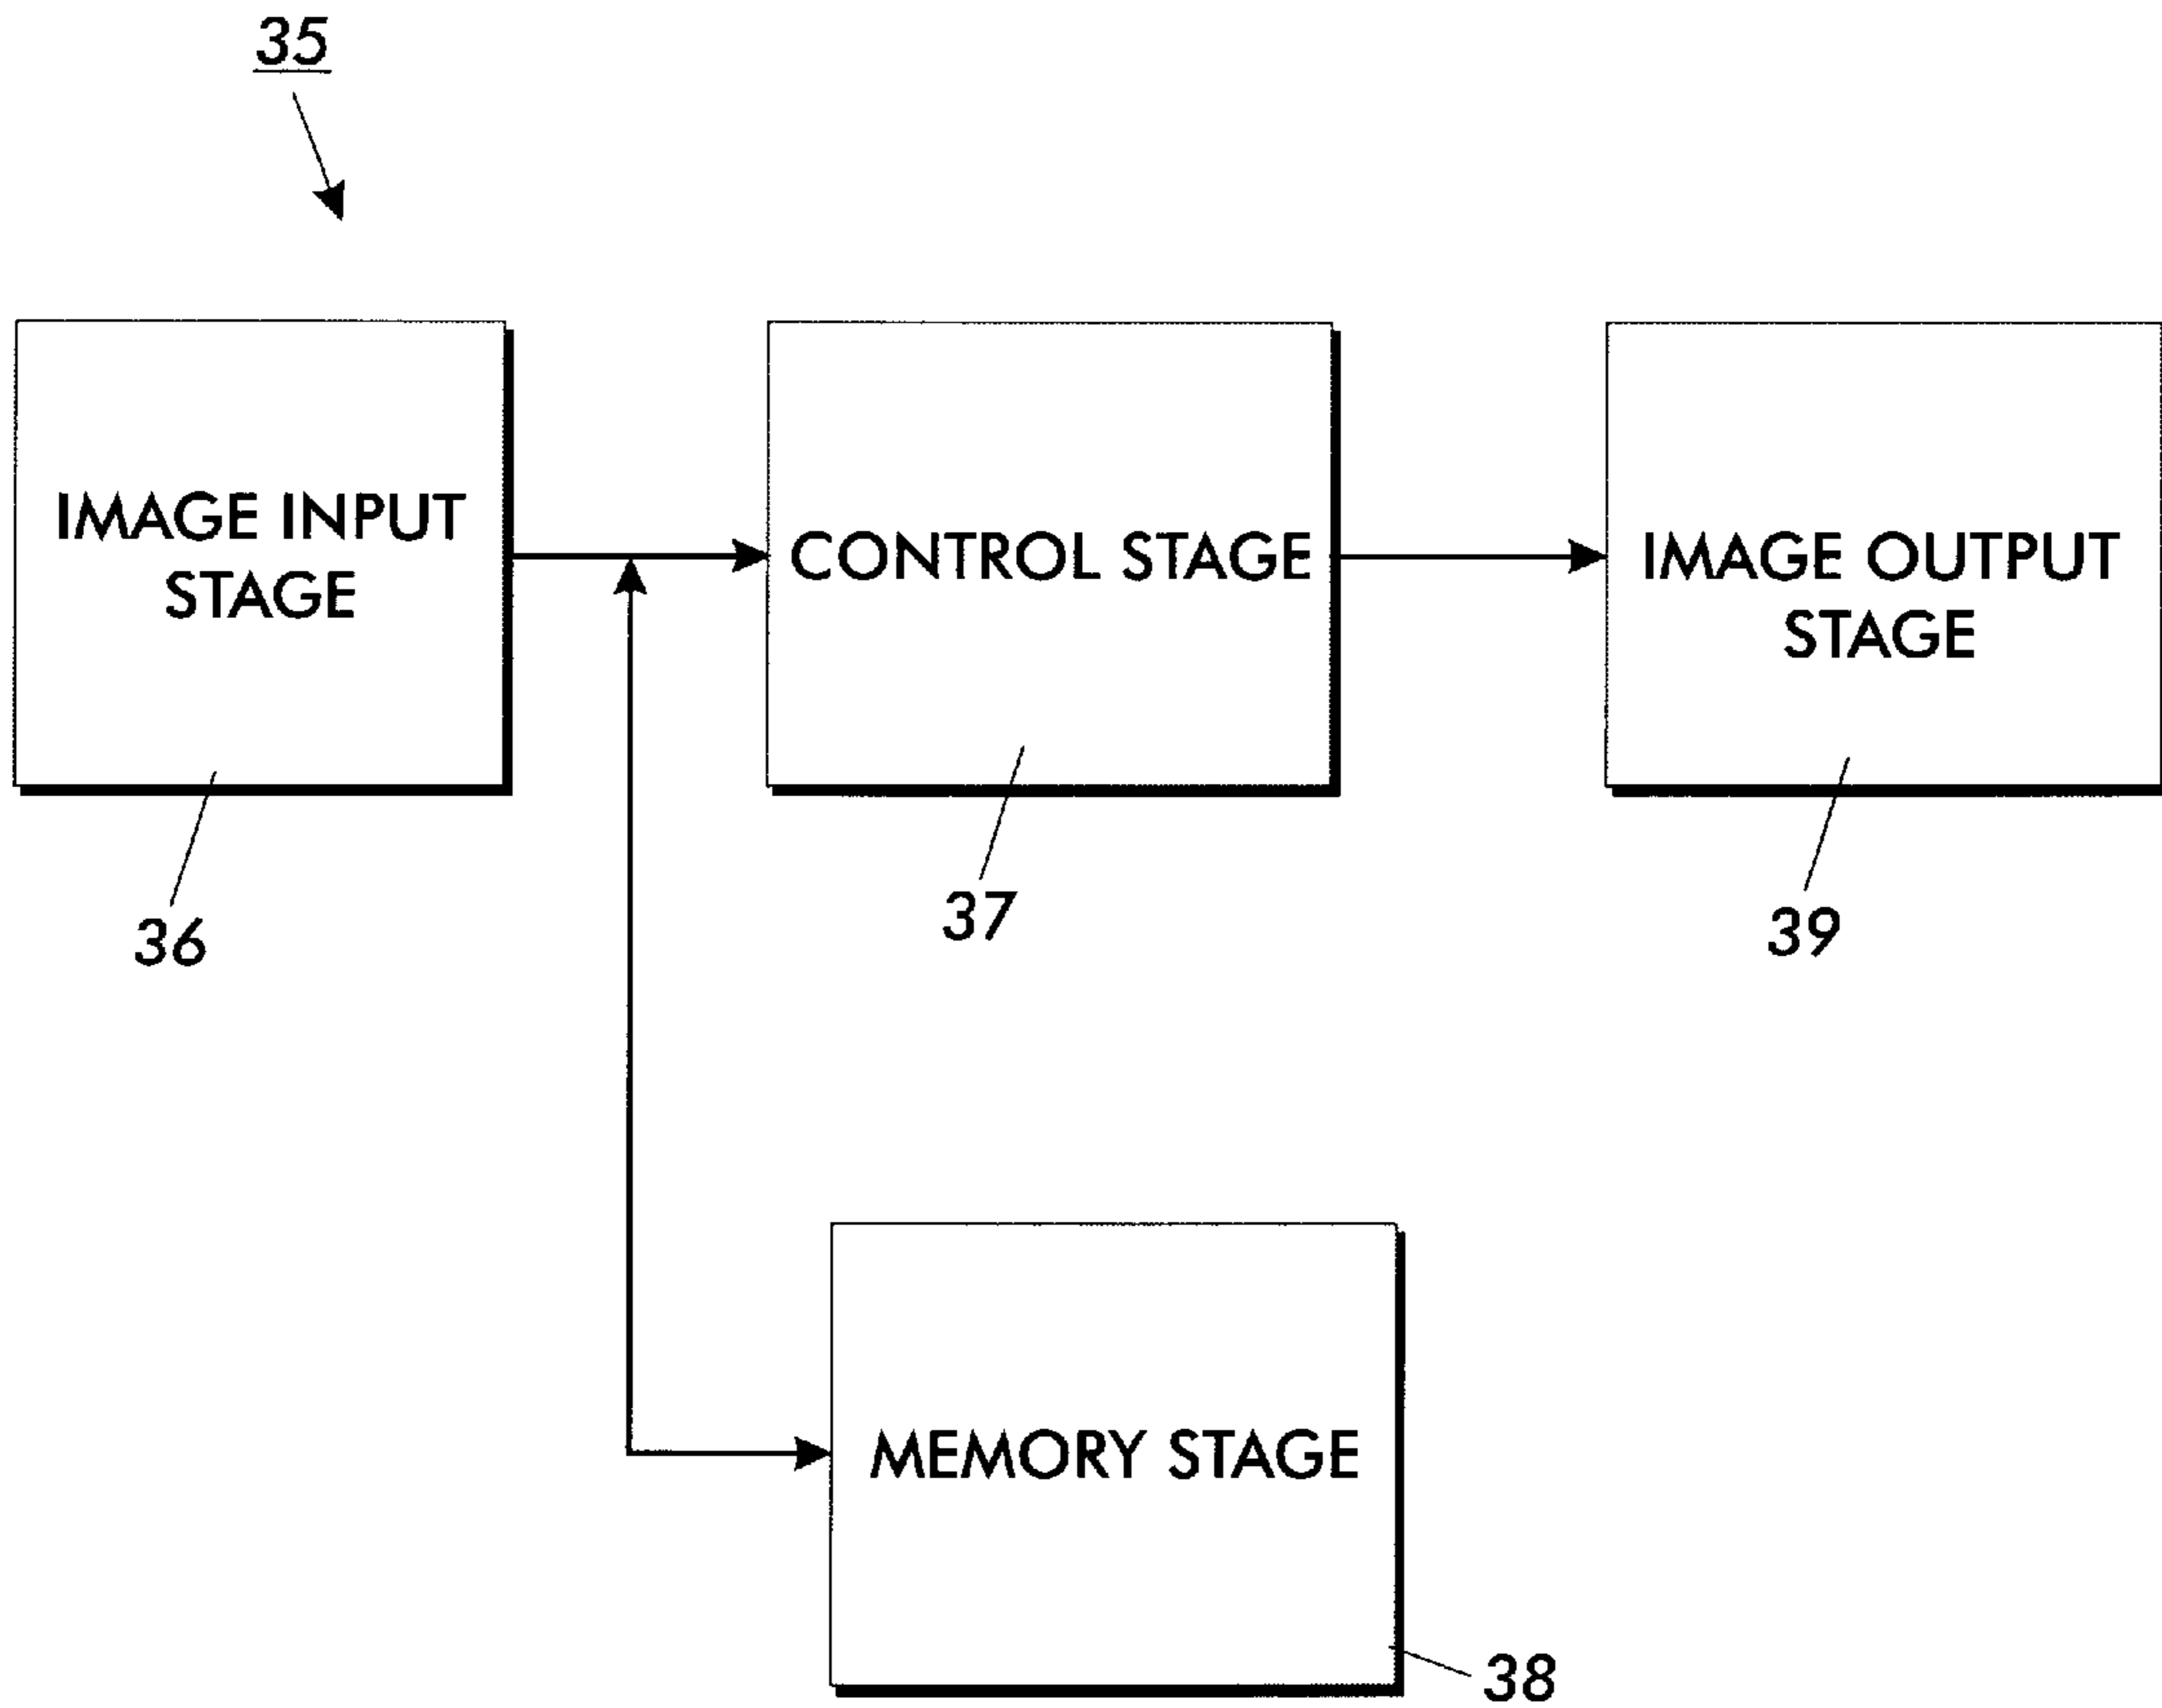 35
IMAGE INPUT
STAGE
CONTROL STAGE
IMAGE OUTPUT
STAGE
36
37
39
MEMORY STAGE
38